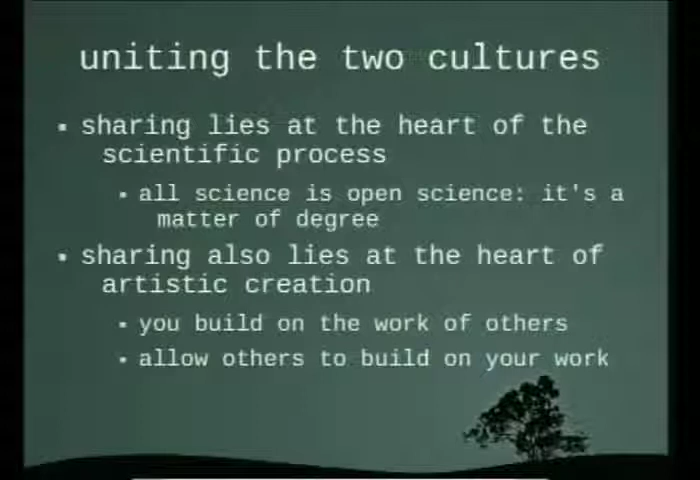 uniting the two cultures
sharing lies at the heart of the
scientific process
all science is open science: it's a
matter of degree
sharing also lies at the heart of
artistic creation
you build on the work of others
allow others to build on your work